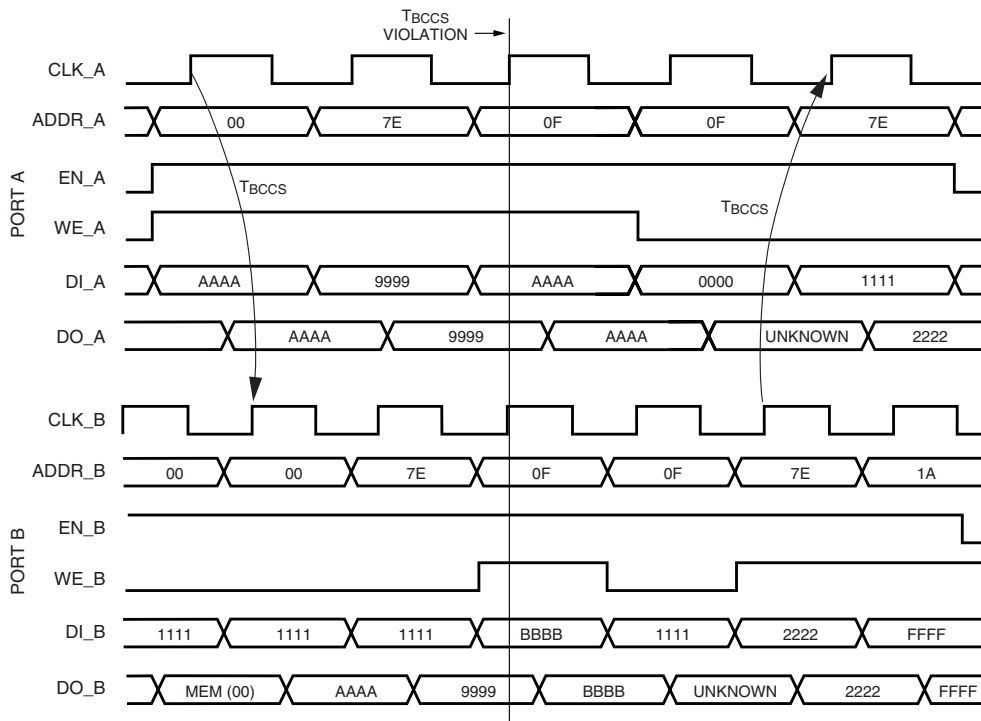 TBCCS
VIOLATION
CLK_A
ADDR_A 00 7E 0F 0F 7E
PORT A
EN_A
TBCCS
TBCCS
WE_A
DI_A AAAA 9999 AAAA 0000 1111
DO_A AAAA 9999 AAAA UNKNOWN 2222
CLK_B
ADDR_B 00 00 7E 0F 0F 7E 1A
PORT B
EN_B
WE_B
DI_B 1111 1111 1111 BBBB 1111 2222 FFFF
DO_B MEM (00) AAAA 9999 BBBB UNKNOWN 2222 FFFF